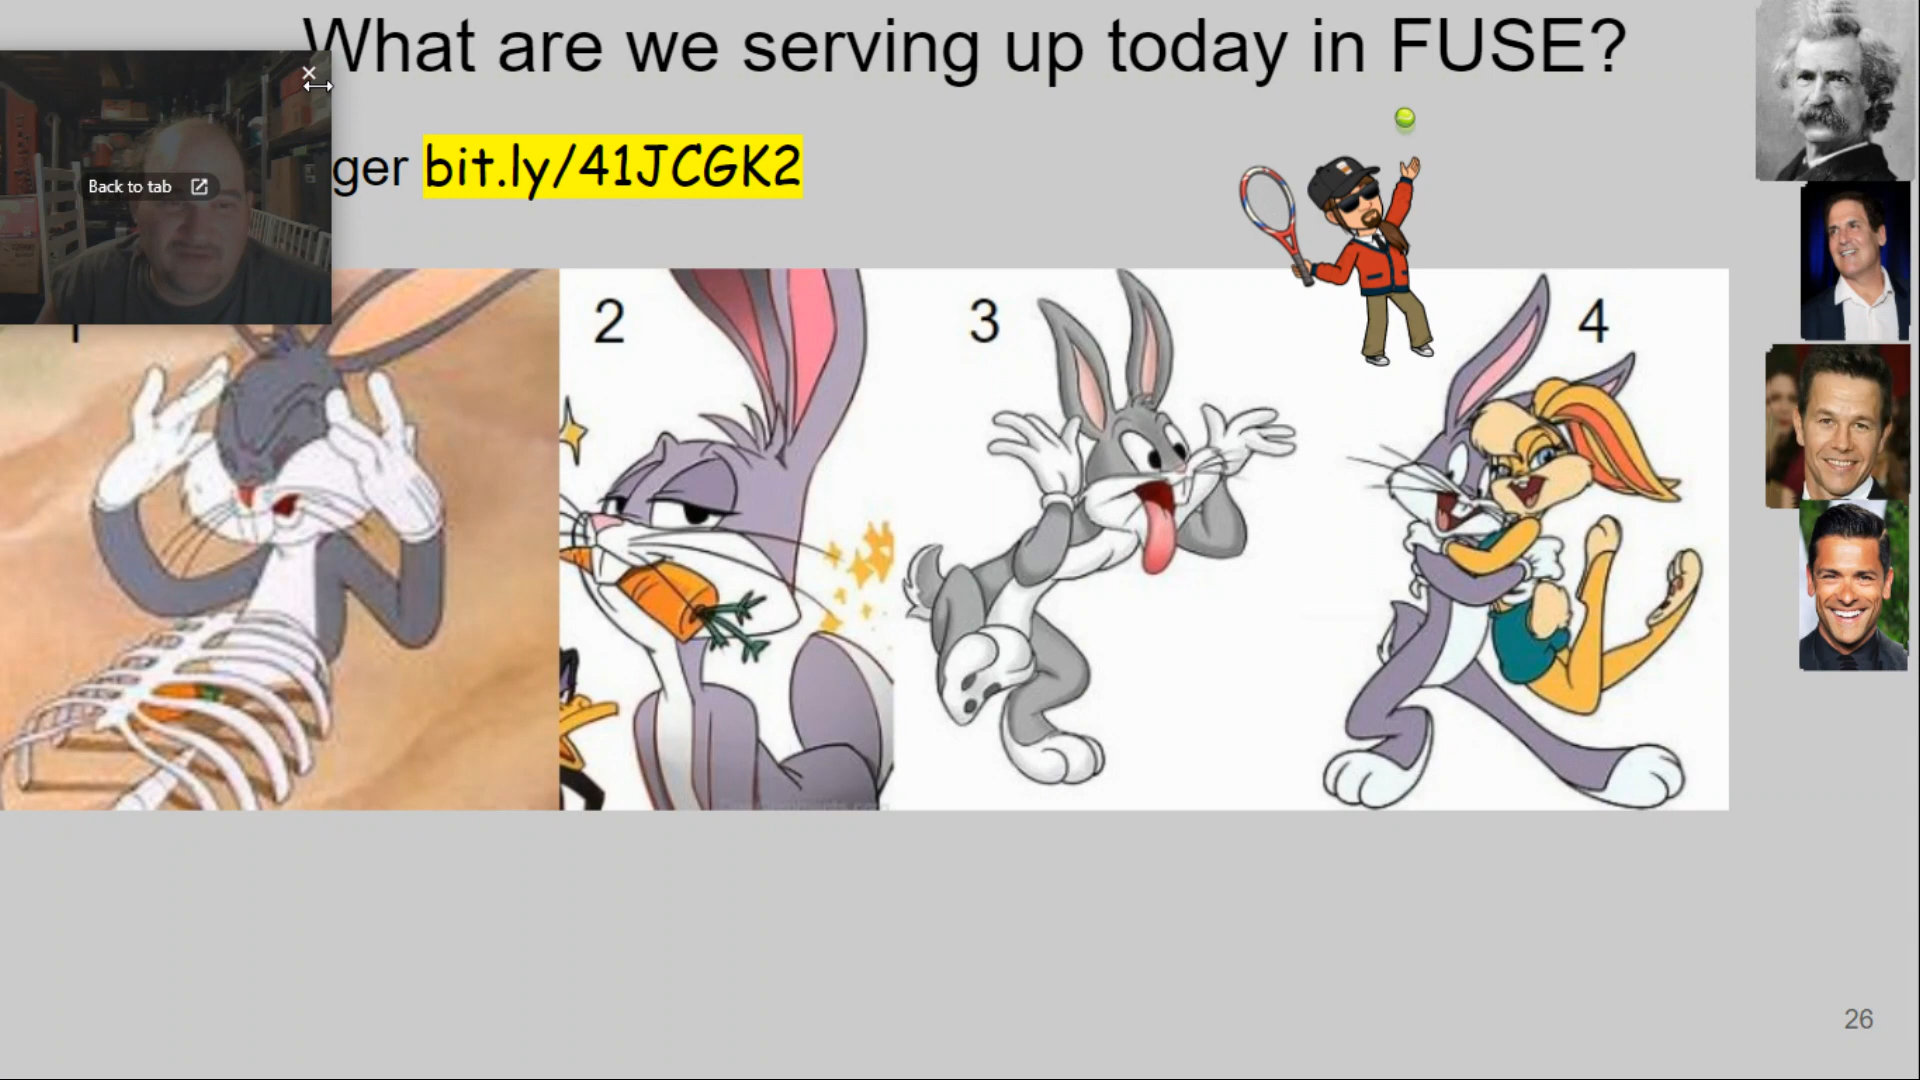 What are we serving up today in FUSE?
Back to tab
ger bit.ly/41JCGK2
1
2
3
4
26